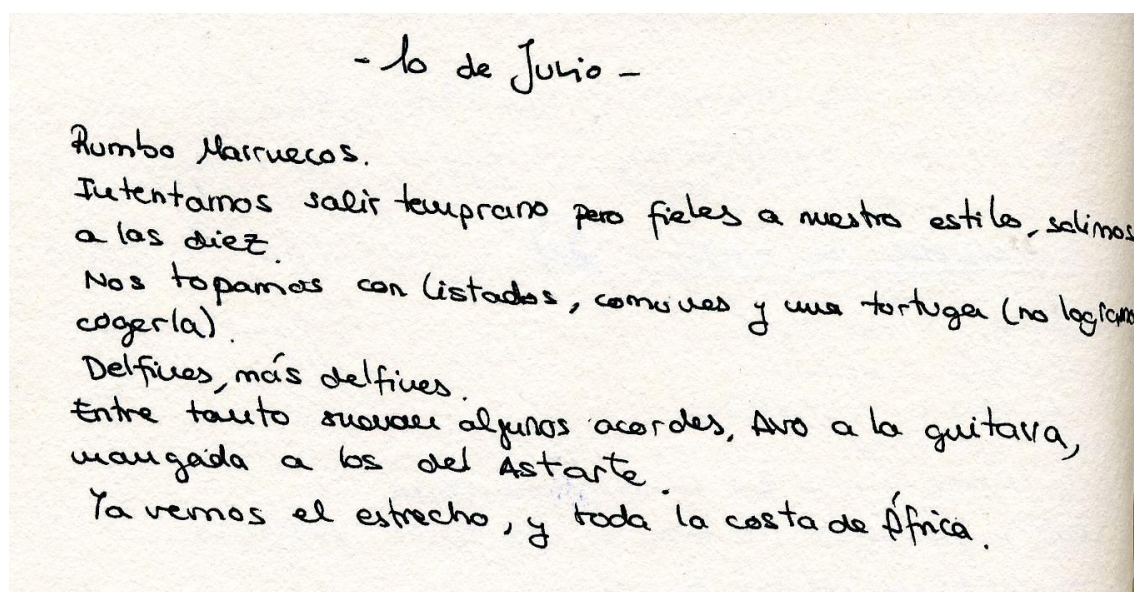 - 10 de Julio -
Rumbo Marruecos.
Intentamos salir temprano pero fieles a nuestro estilo, salimos
a las diez.
Nos topamos con listados, comunes y una tortuga (no logramos
cogerla).
Delfines, más delfines.
Entre tanto suenan algunos acordes, Avo a la guitarra,
mangada a los del Astarte.
Ya vemos el estrecho, y toda la costa de África.